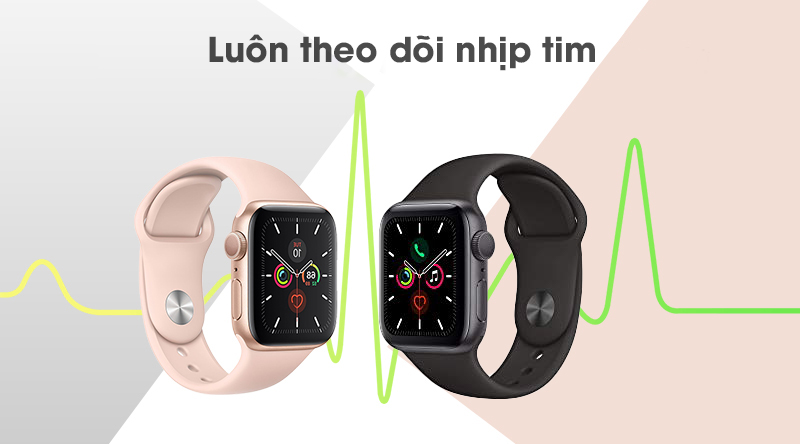 Luôn theo dõi nhịp tim